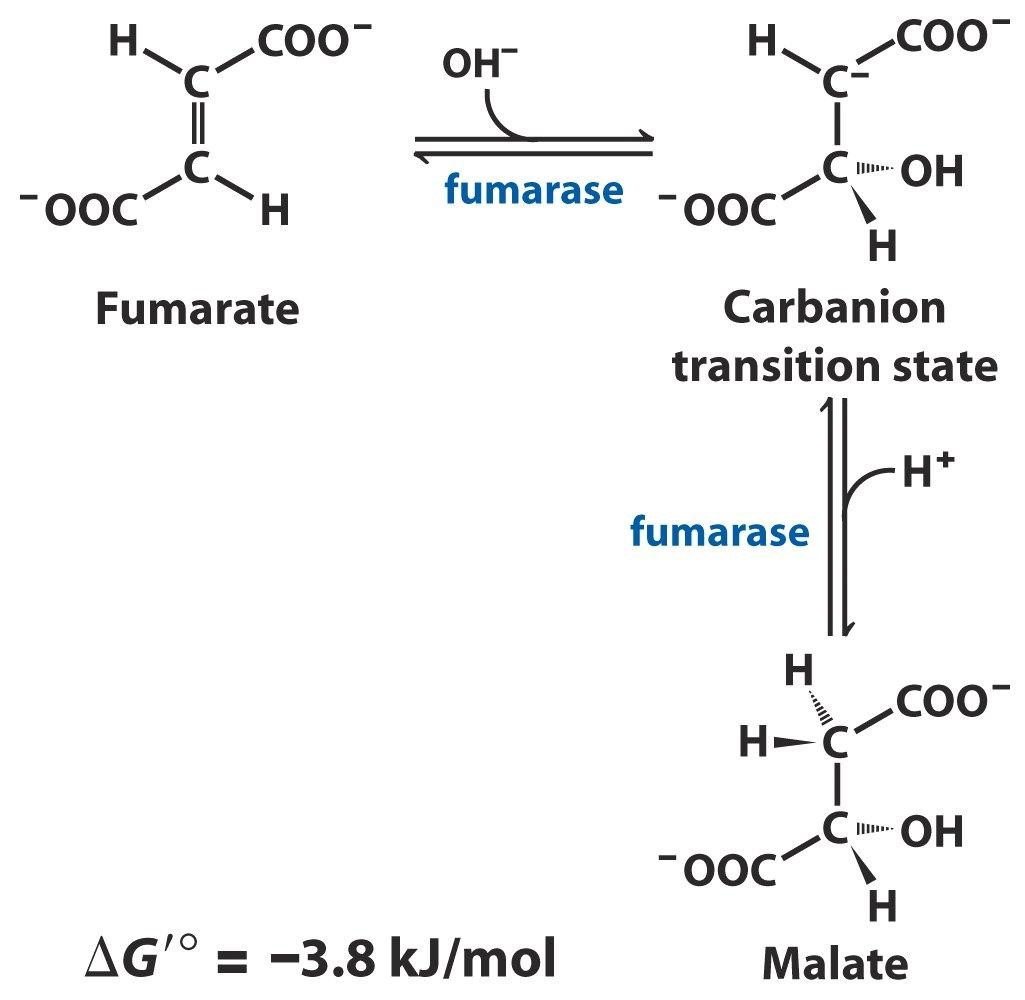 H COO⁻
C
C
⁻OOC H
Fumarate
OH⁻
fumarase
H COO⁻
C⁻
C OH
⁻OOC
H
Carbanion
transition state
H⁺
fumarase
H
COO⁻
H C
C OH
⁻OOC
H
Malate
ΔG′° = −3.8 kJ/mol